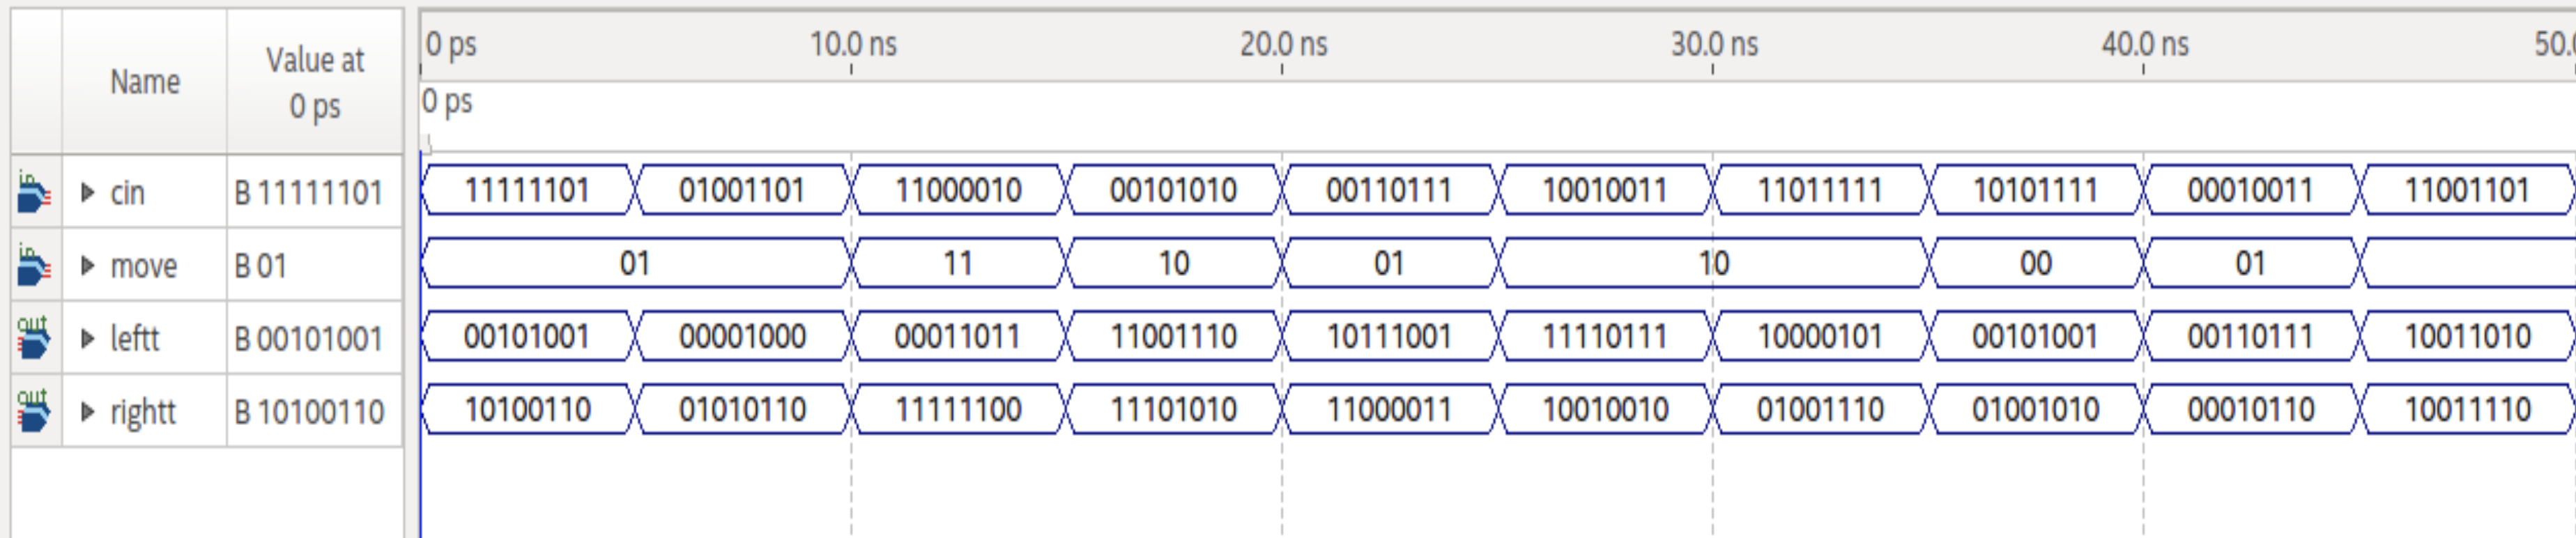 Name Value at 0 ps 0 ps 10.0 ns 20.0 ns 30.0 ns 40.0 ns
0 ps
in cin B 11111101 11111101 01001101 11000010 00101010 00110111 10010011 11011111 10101111 00010011 11001101
in move B 01 01 11 10 01 10 00 01
out leftt B 00101001 00101001 00001000 00011011 11001110 10111001 11110111 10000101 00101001 00110111 10011010
out rightt B 10100110 10100110 01010110 11111100 11101010 11000011 10010010 01001110 01001010 00010110 10011110